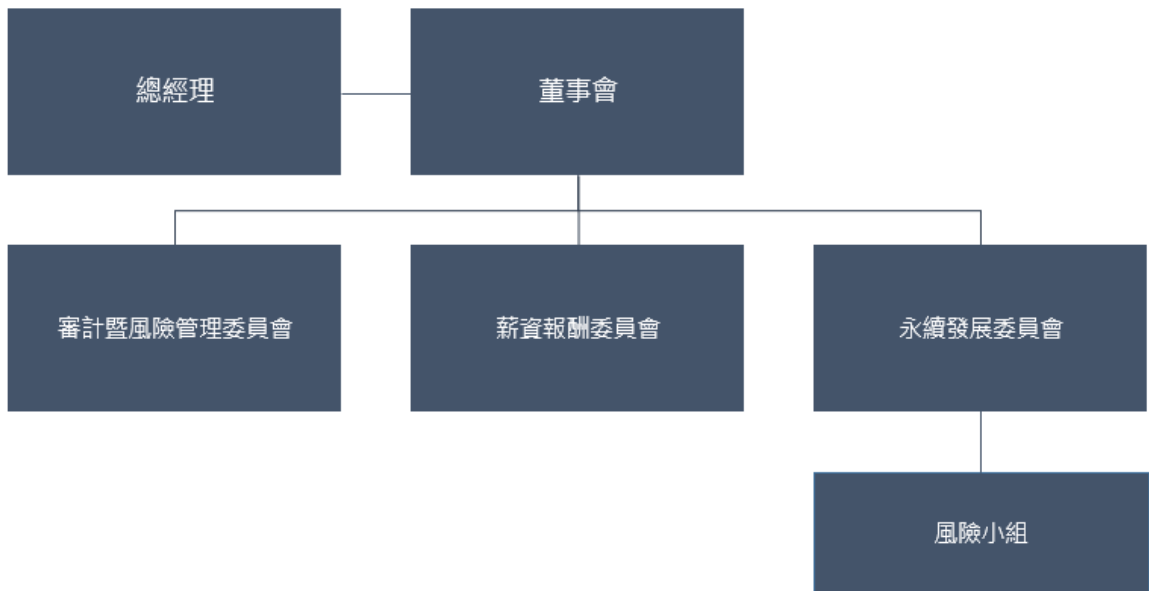 總經理
董事會
審計暨風險管理委員會
薪資報酬委員會
永續發展委員會
風險小組